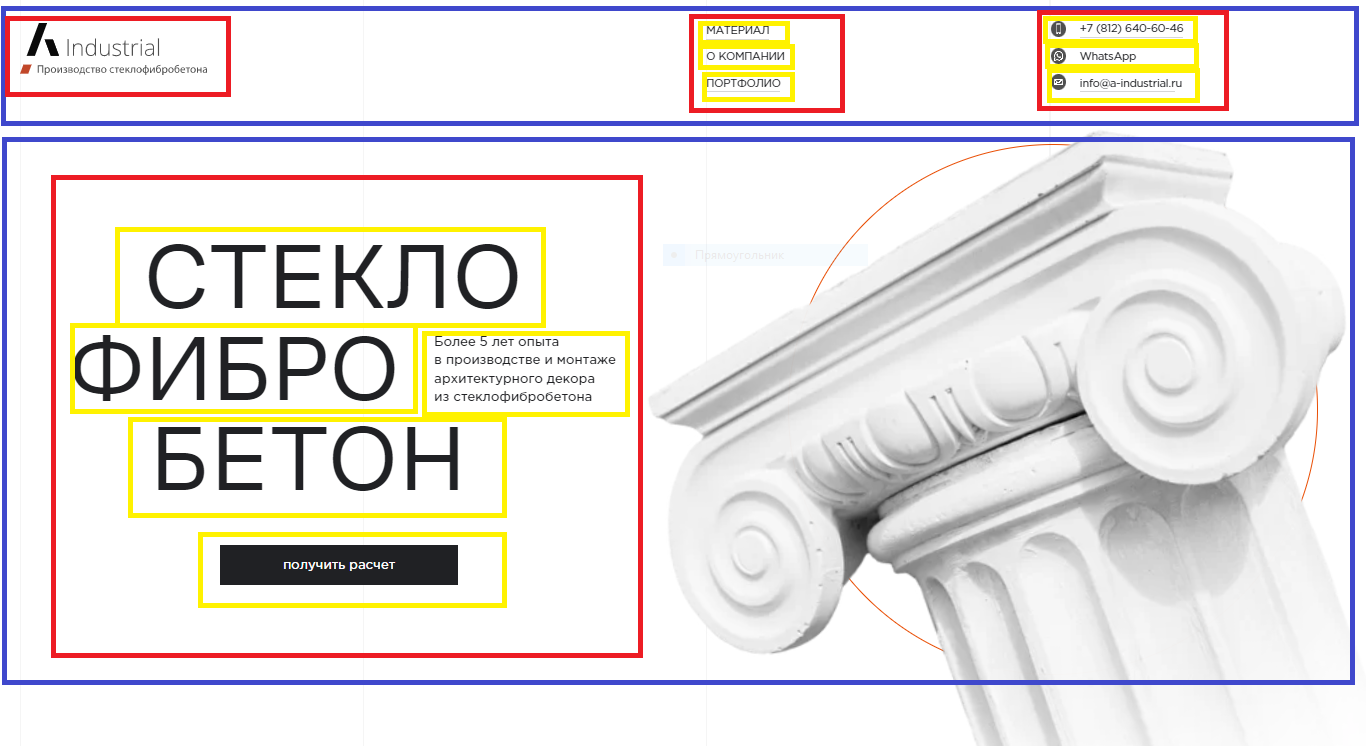 Industrial
Производство стеклофибробетона
МАТЕРИАЛ
О КОМПАНИИ
ПОРТФОЛИО
+7 (812) 640-60-46
WhatsApp
info@a-industrial.ru
Прямоугольник
СТЕКЛО
ФИБРО
Более 5 лет опыта
в производстве и монтаже
архитектурного декора
из стеклофибробетона
БЕТОН
получить расчет